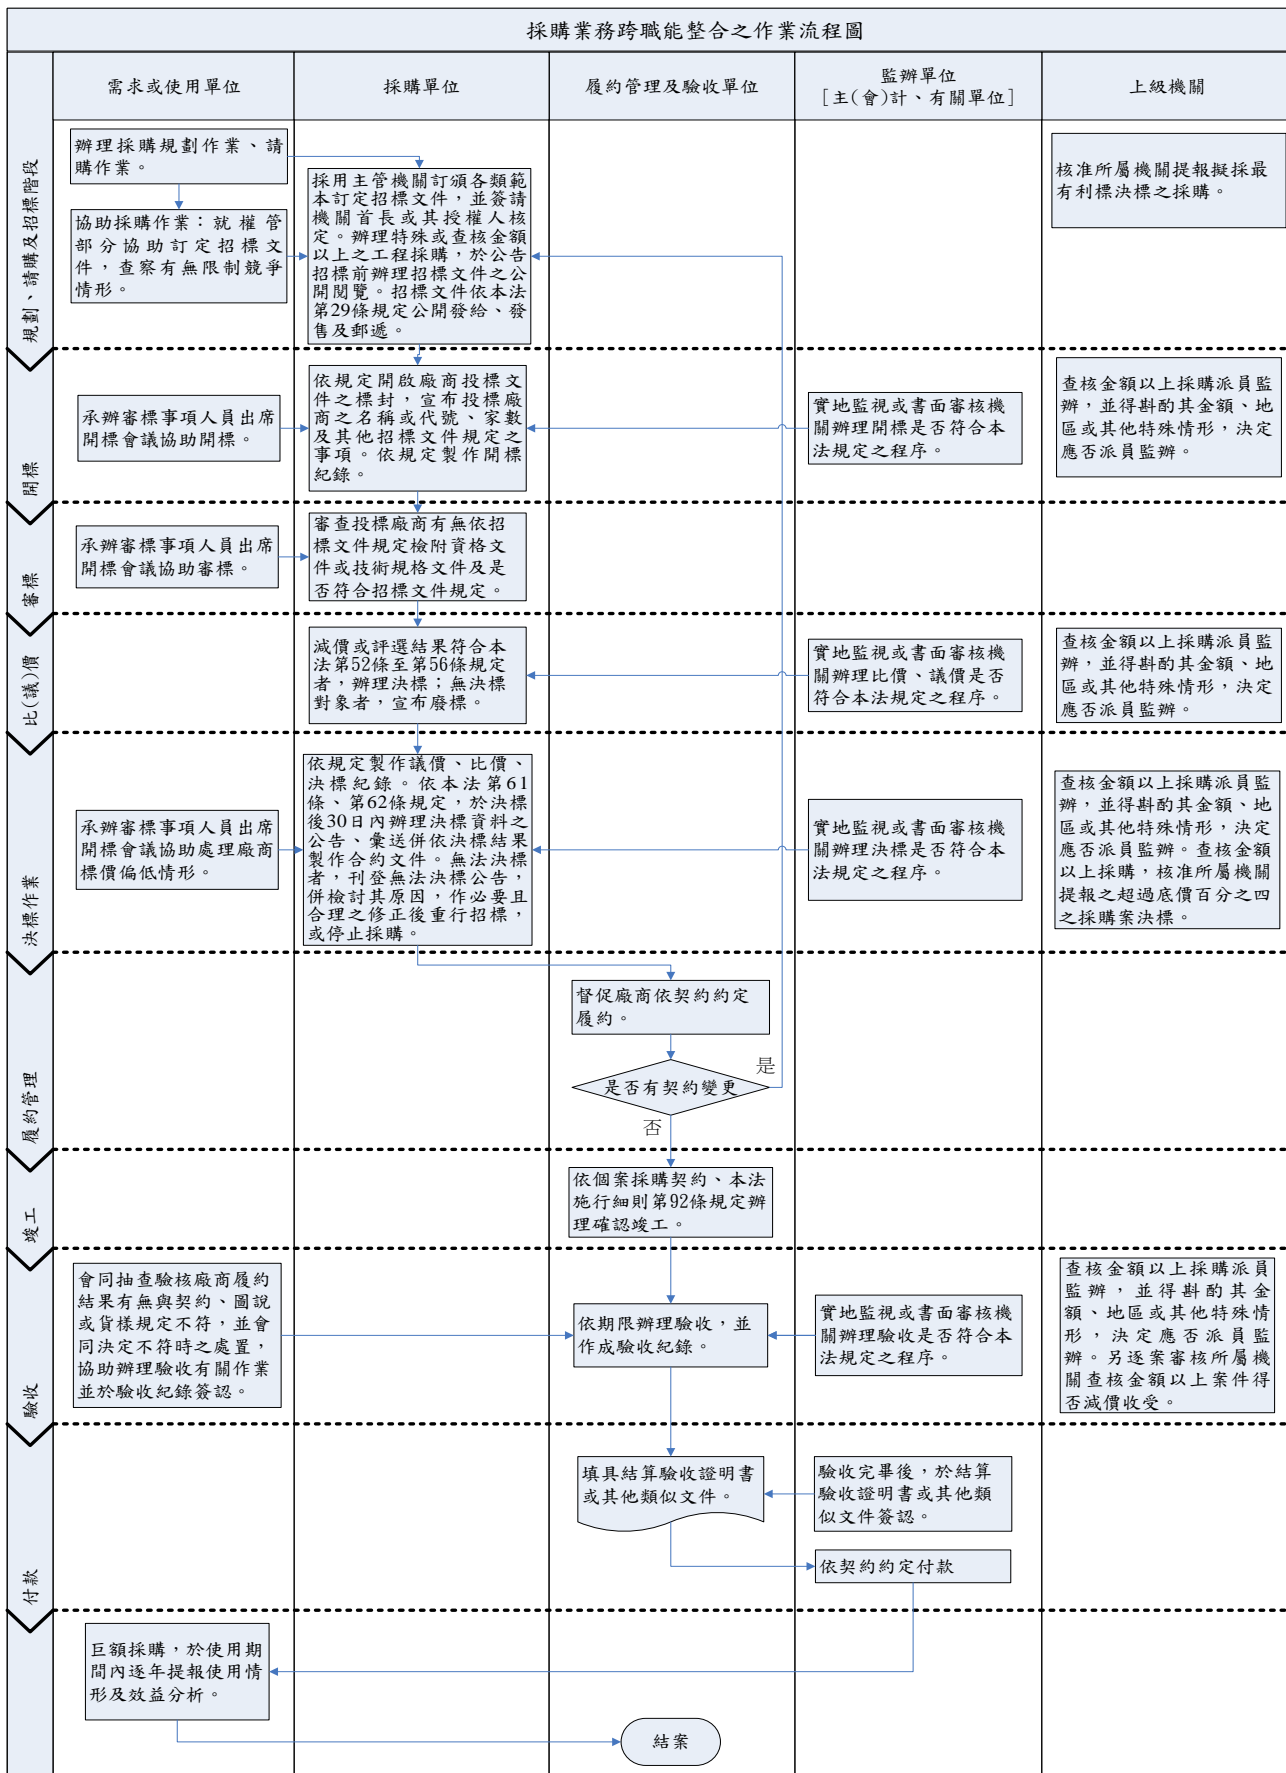 採購業務跨職能整合之作業流程圖
需求或使用單位
採購單位
履約管理及驗收單位
監辦單位
[主(會)計、有關單位]
上級機關
規劃、請購及招標階段
辦理採購規劃作業、請
購作業。
協助採購作業：就權管
部分協助訂定招標文
件，查察有無限制競爭
情形。
採用主管機關訂頒各類範
本訂定招標文件，並簽請
機關首長或其授權人核
定。辦理特殊或查核金額
以上之工程採購，於公告
招標前辦理招標文件之公
開閱覽。招標文件依本法
第29條規定公開發給、發
售及郵遞。
核准所屬機關提報擬採最
有利標決標之採購。
開標
承辦審標事項人員出席
開標會議協助開標。
依規定開啟廠商投標文
件之標封，宣布投標廠
商之名稱或代號、家數
及其他招標文件規定之
事項。依規定製作開標
紀錄。
實地監視或書面審核機
關辦理開標是否符合本
法規定之程序。
查核金額以上採購派員監
辦，並得斟酌其金額、地
區或其他特殊情形，決定
應否派員監辦。
審標
承辦審標事項人員出席
開標會議協助審標。
審查投標廠商有無依招
標文件規定檢附資格文
件或技術規格文件及是
否符合招標文件規定。
比(議)價
減價或評選結果符合本
法第52條至第56條規定
者，辦理決標；無決標
對象者，宣布廢標。
實地監視或書面審核機
關辦理比價、議價是否
符合本法規定之程序。
查核金額以上採購派員監
辦，並得斟酌其金額、地
區或其他特殊情形，決定
應否派員監辦。
決標作業
承辦審標事項人員出席
開標會議協助處理廠商
標價偏低情形。
依規定製作議價、比價、
決標紀錄。依本法第61
條、第62條規定，於決標
後30日內辦理決標資料之
公告、彙送併依決標結果
製作合約文件。無法決標
者，刊登無法決標公告，
併檢討其原因，作必要且
合理之修正後重行招標，
或停止採購。
實地監視或書面審核機
關辦理決標是否符合本
法規定之程序。
查核金額以上採購派員監
辦，並得斟酌其金額、地
區或其他特殊情形，決定
應否派員監辦。查核金額
以上採購，核准所屬機關
提報之超過底價百分之四
之採購案決標。
履約管理
督促廠商依契約約定
履約。
是否有契約變更
是
否
竣工
依個案採購契約、本法
施行細則第92條規定辦
理確認竣工。
驗收
會同抽查驗核廠商履約
結果有無與契約、圖說
或貨樣規定不符，並會
同決定不符時之處置，
協助辦理驗收有關作業
並於驗收紀錄簽認。
依期限辦理驗收，並
作成驗收紀錄。
實地監視或書面審核機
關辦理驗收是否符合本
法規定之程序。
查核金額以上採購派員
監辦，並得斟酌其金
額、地區或其他特殊情
形，決定應否派員監
辦。另逐案審核所屬機
關查核金額以上案件得
否減價收受。
付款
填具結算驗收證明書
或其他類似文件。
驗收完畢後，於結算
驗收證明書或其他類
似文件簽認。
依契約約定付款
巨額採購，於使用期
間內逐年提報使用情
形及效益分析。
結案